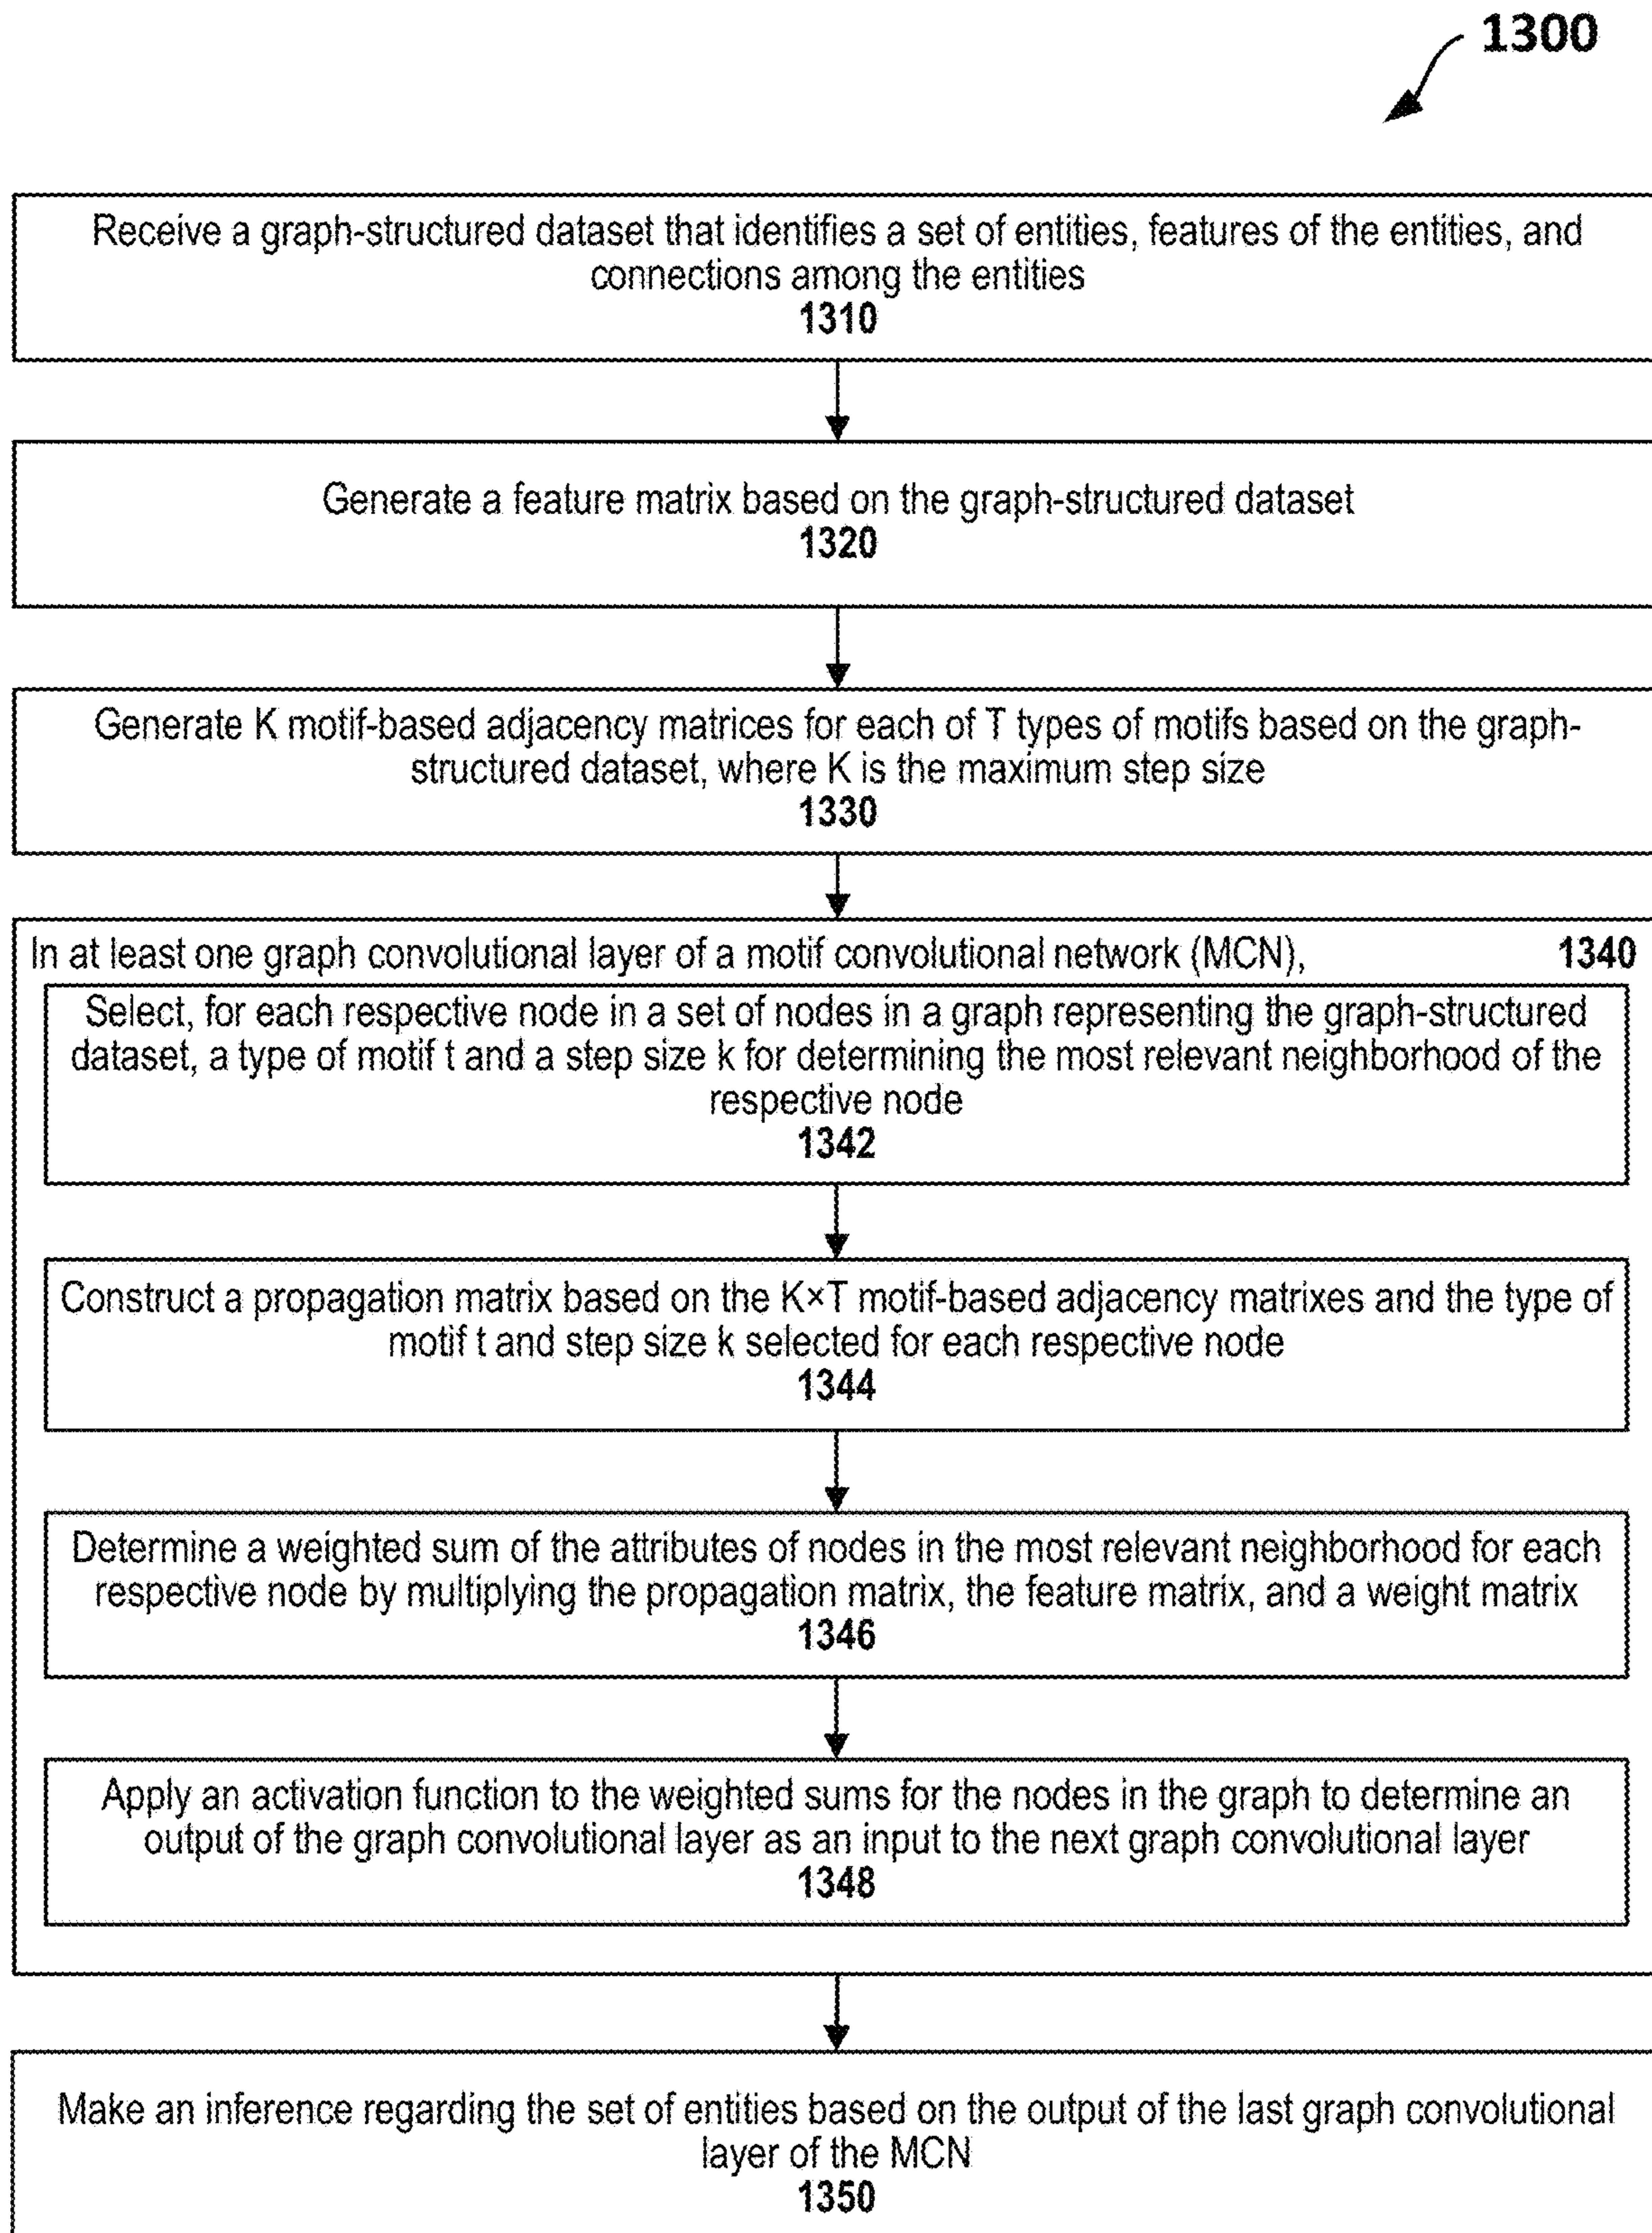 1300
Receive a graph-structured dataset that identifies a set of entities, features of the entities, and
connections among the entities
1310
Generate a feature matrix based on the graph-structured dataset
1320
Generate K motif-based adjacency matrices for each of T types of motifs based on the graph-
structured dataset, where K is the maximum step size
1330
In at least one graph convolutional layer of a motif convolutional network (MCN), 1340
Select, for each respective node in a set of nodes in a graph representing the graph-structured
dataset, a type of motif t and a step size k for determining the most relevant neighborhood of the
respective node
1342
Construct a propagation matrix based on the K×T motif-based adjacency matrixes and the type of
motif t and step size k selected for each respective node
1344
Determine a weighted sum of the attributes of nodes in the most relevant neighborhood for each
respective node by multiplying the propagation matrix, the feature matrix, and a weight matrix
1346
Apply an activation function to the weighted sums for the nodes in the graph to determine an
output of the graph convolutional layer as an input to the next graph convolutional layer
1348
Make an inference regarding the set of entities based on the output of the last graph convolutional
layer of the MCN
1350